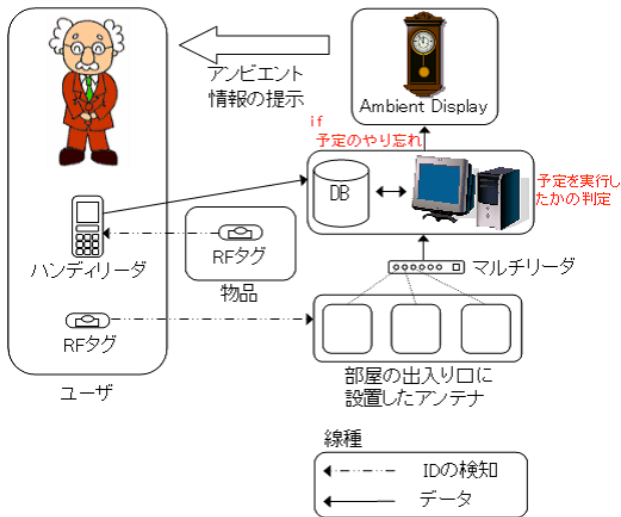 アンビエント
情報の提示
Ambient Display
if
予定のやり忘れ
DB
予定を実行し
たかの判定
ハンディリーダ
RFタグ
物品
マルチリーダ
RFタグ
ユーザ
部屋の出入り口に
設置したアンテナ
線種
IDの検知
データ